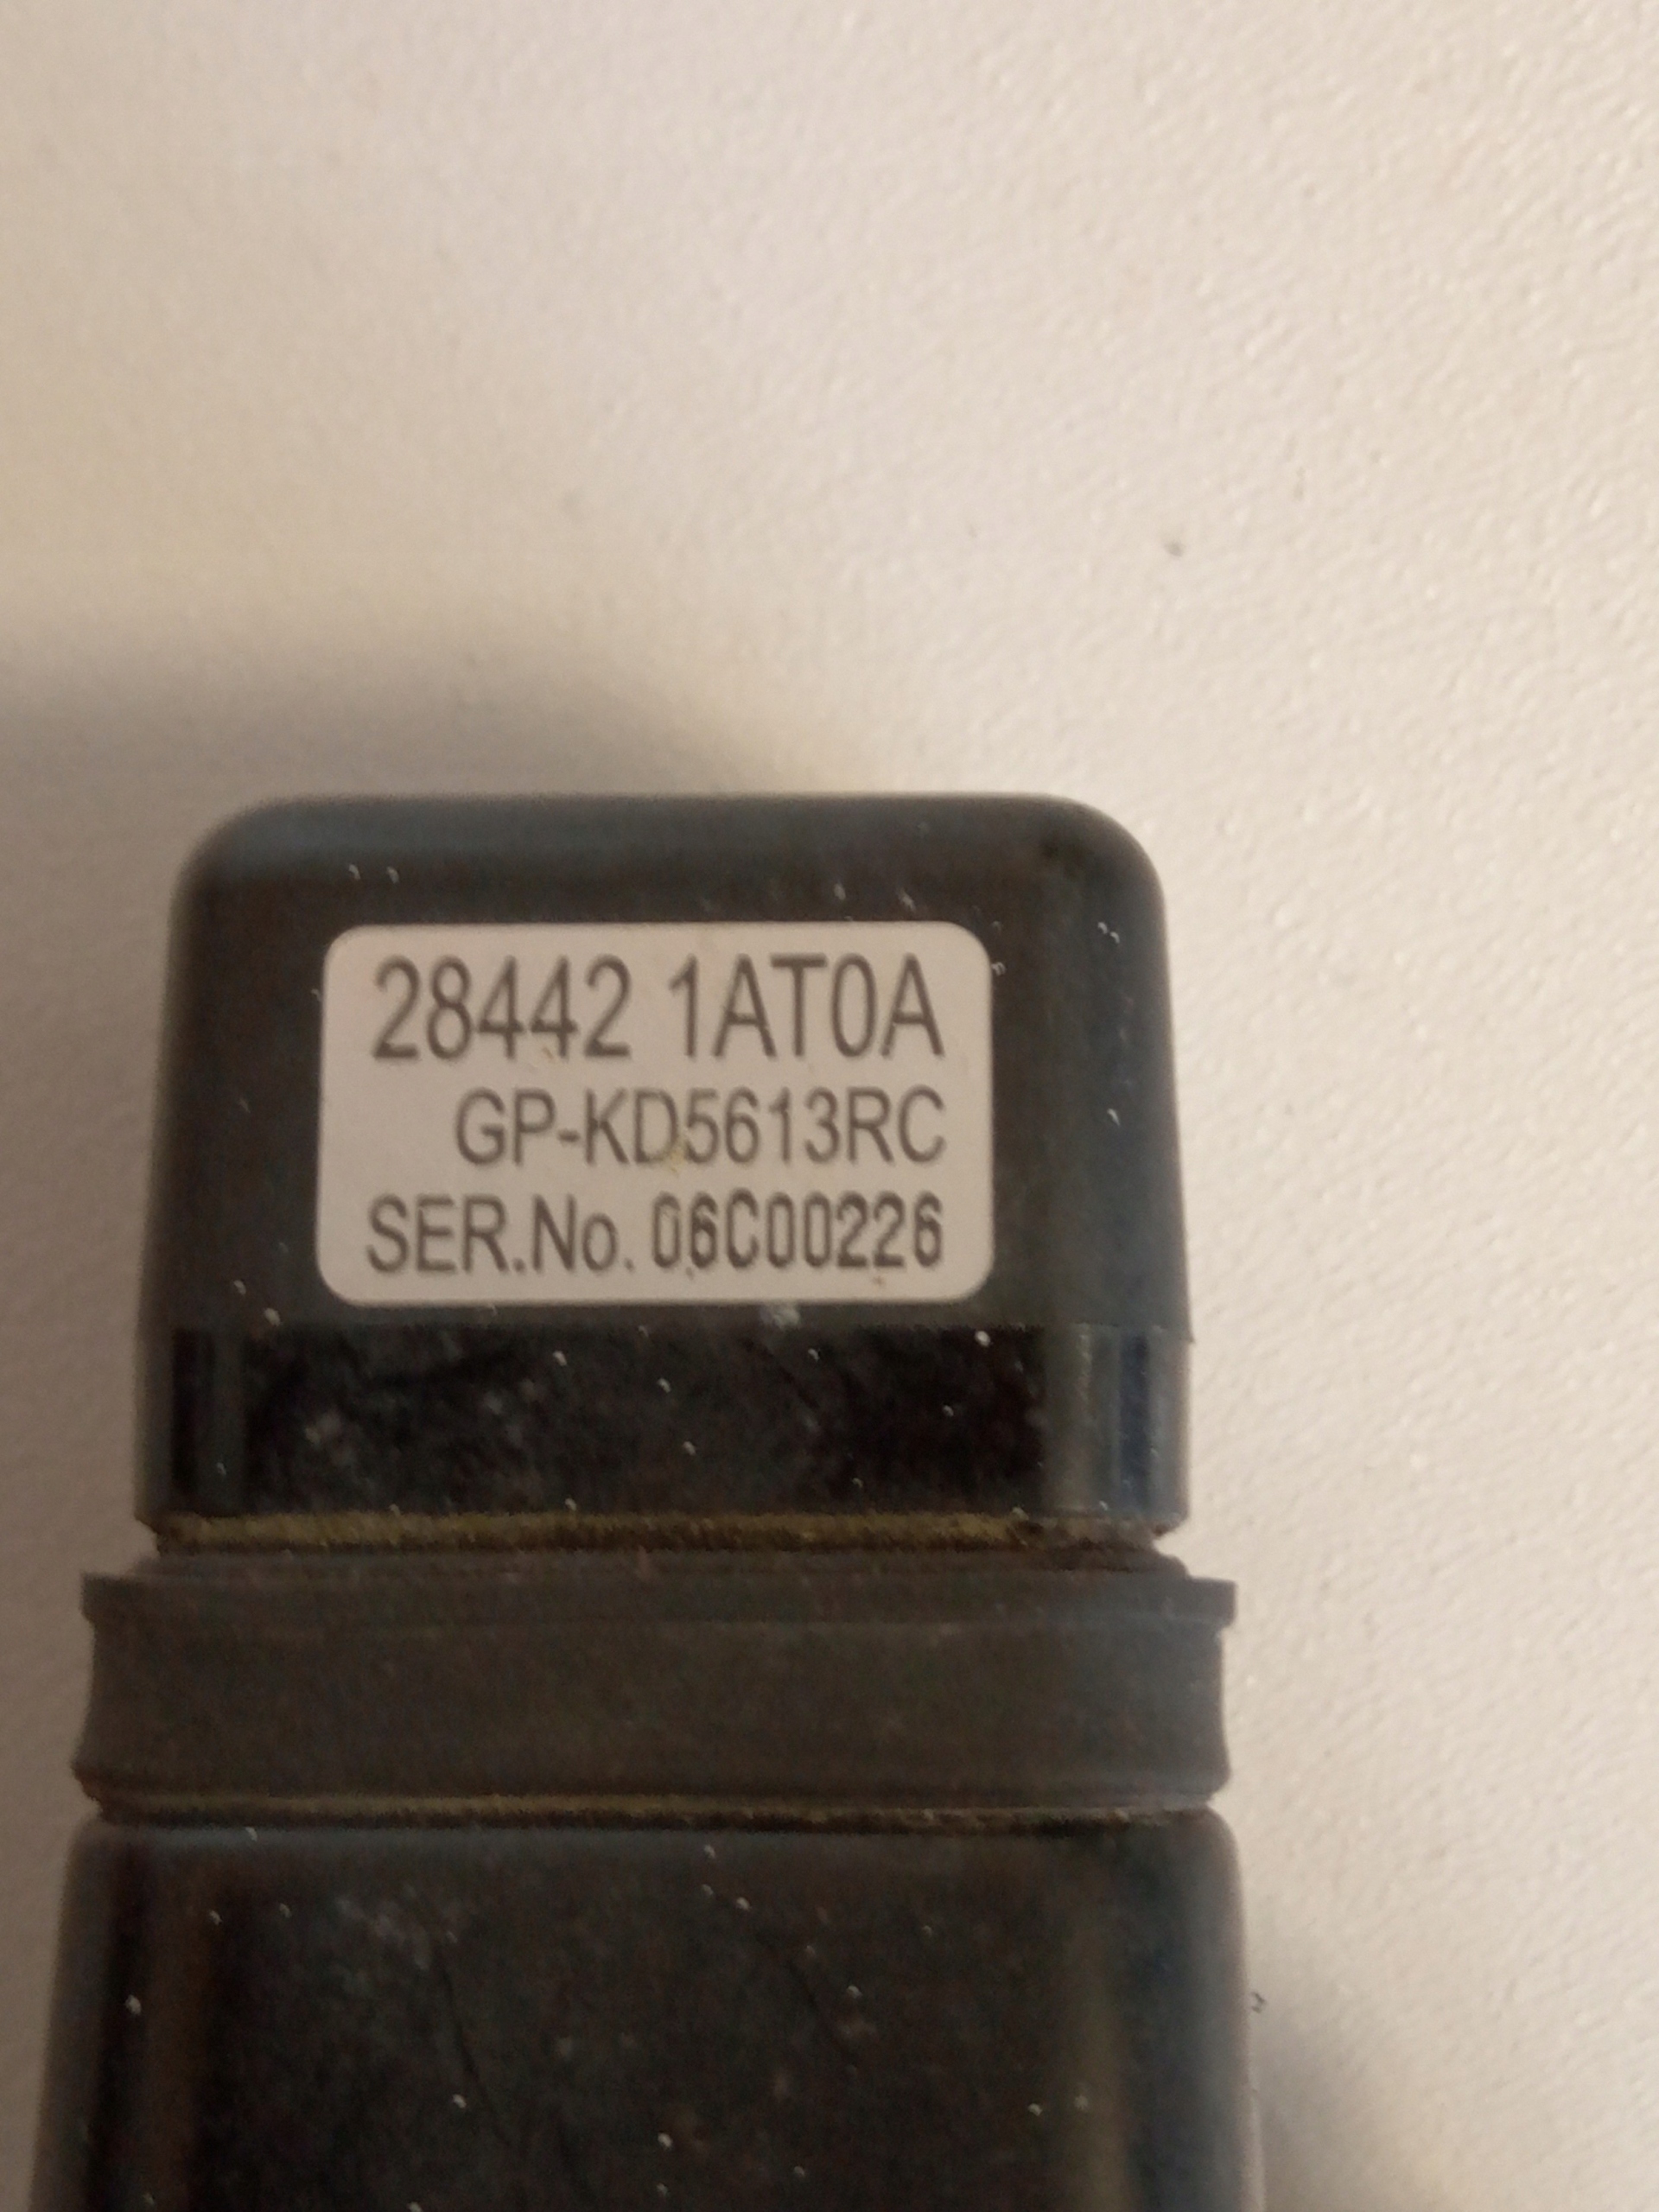 28442 1AT0A
GP-KD5613RC
SER.No. 06C00226